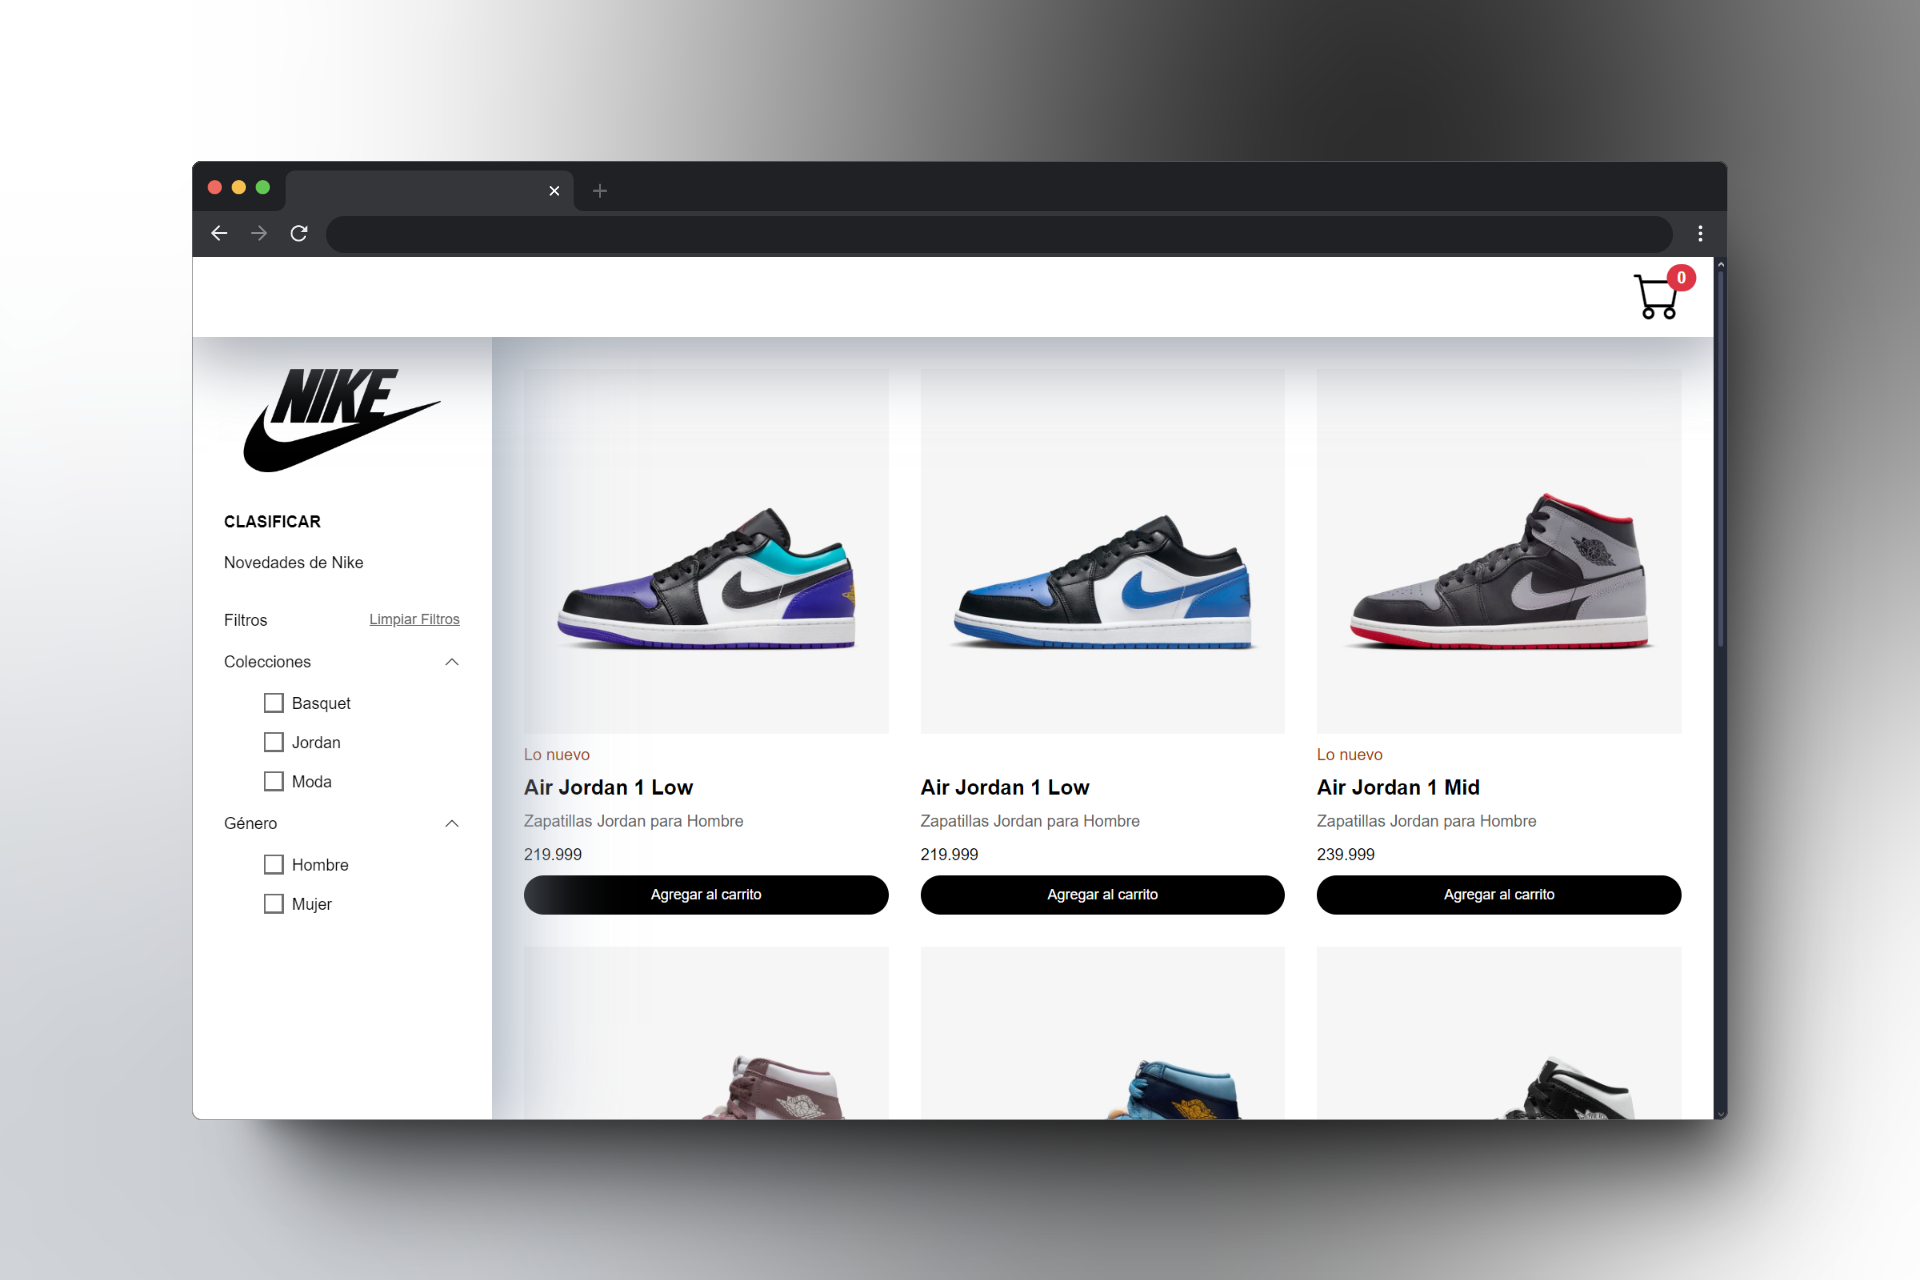 0
NIKE
CLASIFICAR
Novedades de Nike
Filtros Limpiar Filtros
Colecciones
Basquet
Jordan
Moda
Género
Hombre
Mujer
Lo nuevo
Air Jordan 1 Low
Zapatillas Jordan para Hombre
219.999
Agregar al carrito
Air Jordan 1 Low
Zapatillas Jordan para Hombre
219.999
Agregar al carrito
Lo nuevo
Air Jordan 1 Mid
Zapatillas Jordan para Hombre
239.999
Agregar al carrito